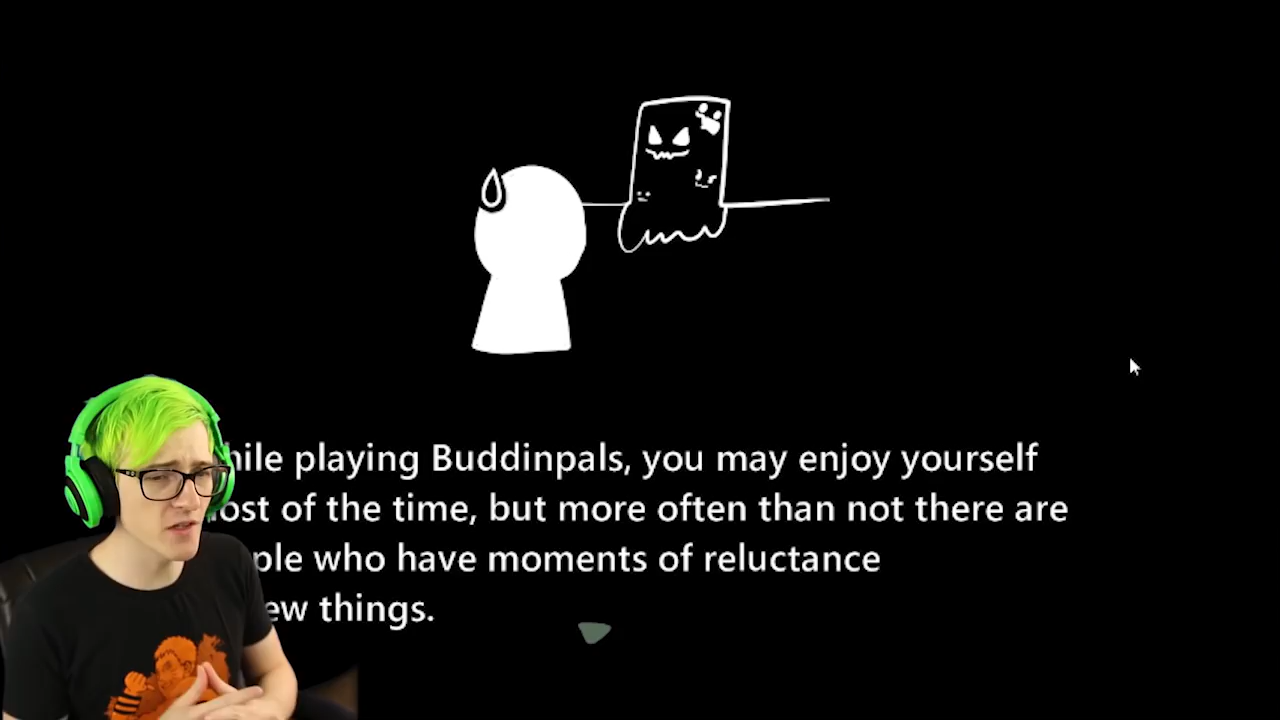 hile playing Buddinpals, you may enjoy yourself
ost of the time, but more often than not there are
ple who have moments of reluctance
ew things.